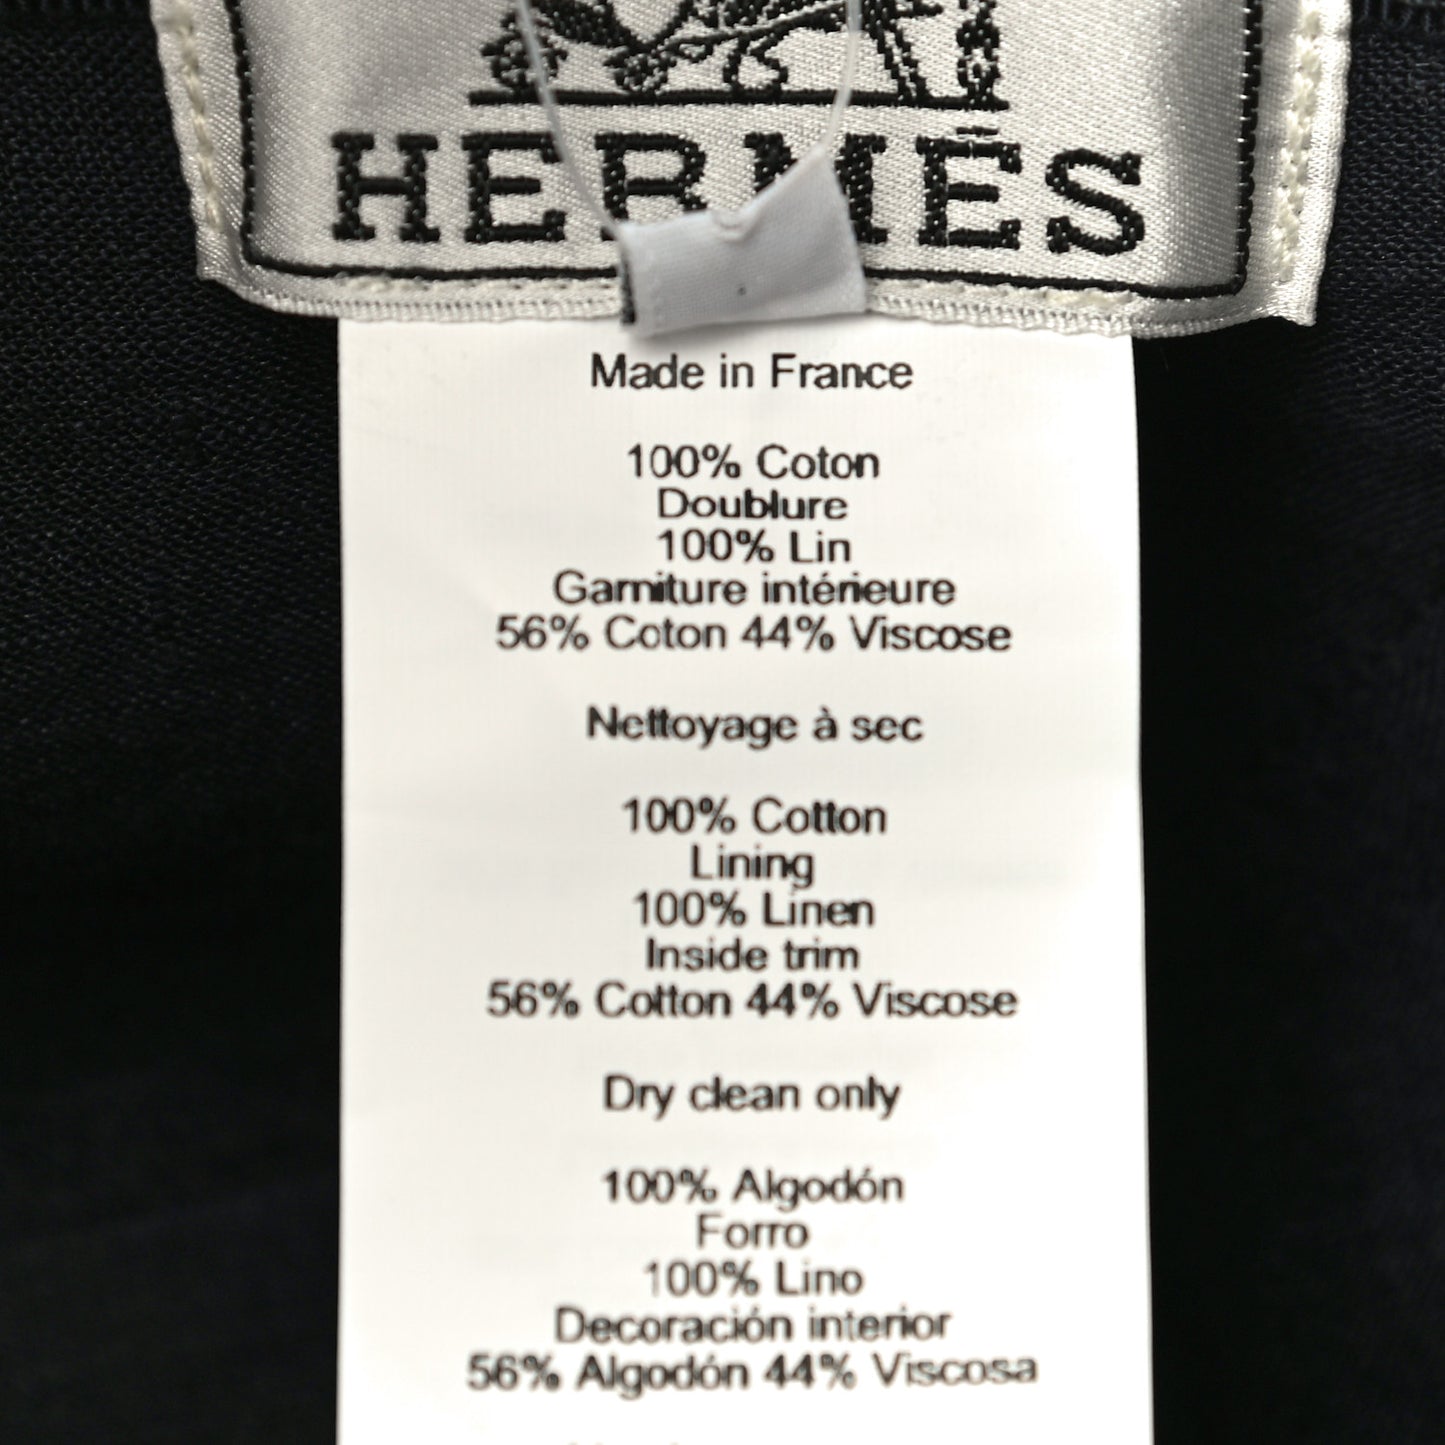 HERMÈS
Made in France
100% Coton
Doublure
100% Lin
Garniture intérieure
56% Coton 44% Viscose
Nettoyage à sec
100% Cotton
Lining
100% Linen
Inside trim
56% Cotton 44% Viscose
Dry clean only
100% Algodón
Forro
100% Lino
Decoración interior
56% Algodón 44% Viscosa